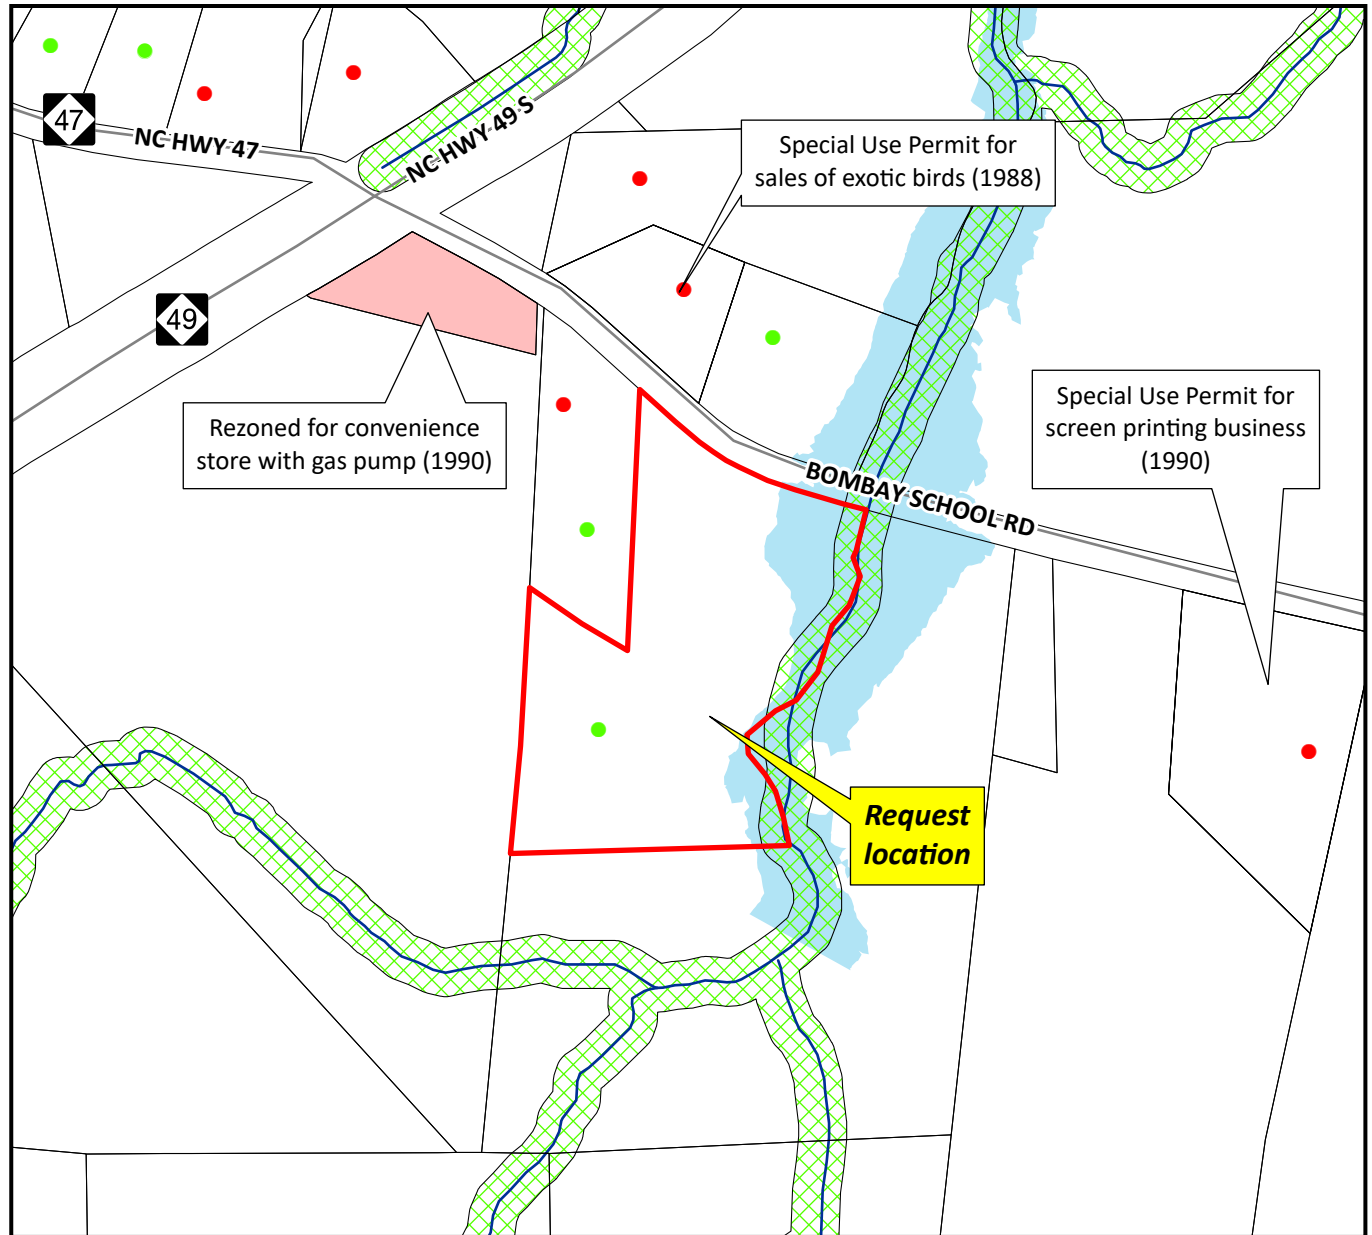 47
NC HWY 47
NC HWY 49 S
Special Use Permit for
sales of exotic birds (1988)
49
Rezoned for convenience
store with gas pump (1990)
Special Use Permit for
screen printing business
(1990)
BOMBAY SCHOOL RD
Request
location